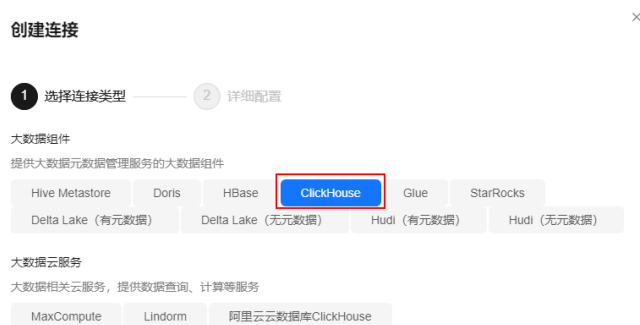 创建连接
1 选择连接类型 2 详细配置
大数据组件
提供大数据元数据管理服务的大数据组件
Hive Metastore Doris HBase ClickHouse Glue StarRocks
Delta Lake（有元数据） Delta Lake（无元数据） Hudi（有元数据） Hudi（无元数据）
大数据云服务
大数据相关云服务，提供数据查询、计算等服务
MaxCompute Lindorm 阿里云云数据库ClickHouse